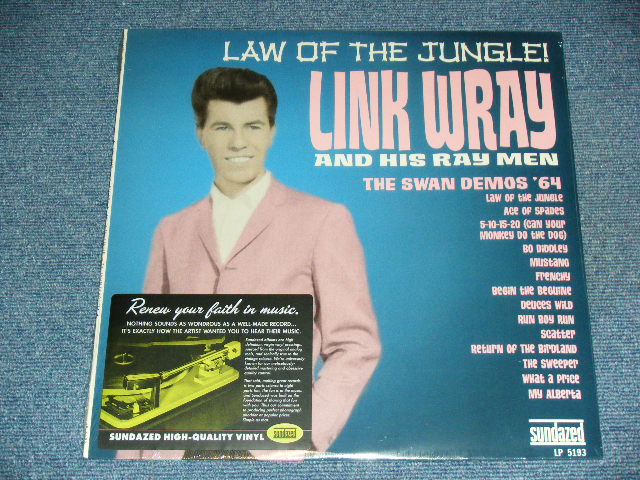 LAW OF THE JUNGLE!
LINK WRAY
AND HIS RAY MEN
THE SWAN DEMOS '64
LAW OF THE JUNGLE
ACE OF SPADES
5-10-15-20 (CAN YOUR
MONKEY DO THE DOG)
BO DIDDLEY
MUSTANG
FRENCHY
BEGIN THE BEGUINE
DEUCES WILD
RUN BOY RUN
SCATTER
RETURN OF THE BIRDLAND
THE SWEEPER
WHAT A PRICE
MY ALBERTA
Renew your faith in music.
NOTHING SOUNDS AS WONDROUS AS A WELL-MADE RECORD...
IT'S EXACTLY HOW THE ARTIST WANTED YOU TO HEAR THEIR MUSIC.
SUNDAZED HIGH-QUALITY VINYL
sundazed
sundazed
LP 5193